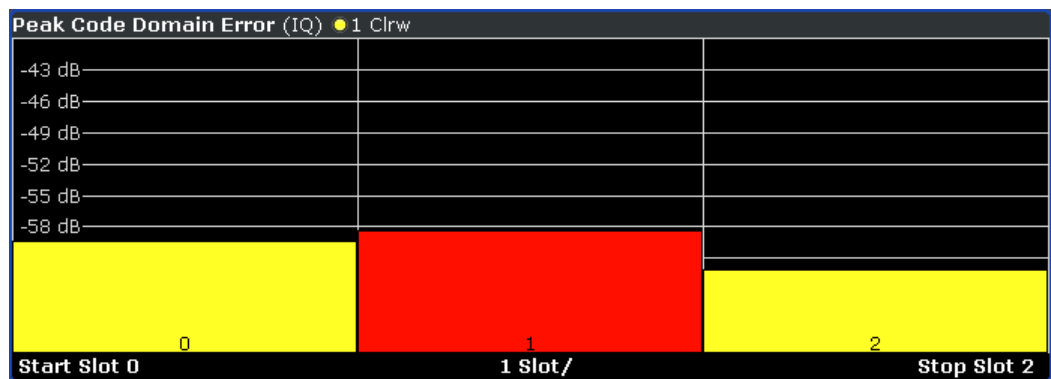 Peak Code Domain Error (IQ) 1 Clrw
-43 dB
-46 dB
-49 dB
-52 dB
-55 dB
-58 dB
0 1 2
Start Slot 0 1 Slot/ Stop Slot 2